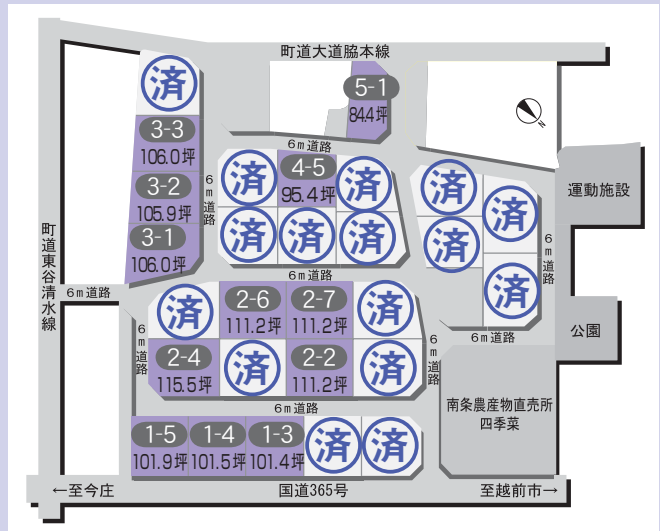 町道大道脇本線
済
5-1
84.4坪
N
3-3
106.0坪
6m道路
済
4-5
95.4坪
済
済
済
運動施設
3-2
105.9坪
6m道路
済
済
済
済
3-1
106.0坪
町道東谷清水線
6m道路
6m道路
6m道路
済
公園
済
2-6
111.2坪
2-7
111.2坪
済
6m道路
6m道路
6m道路
2-4
115.5坪
済
2-2
111.2坪
済
南条農産物直売所
四季菜
6m道路
1-5
101.9坪
1-4
101.5坪
1-3
101.4坪
済
済
←至今庄
国道365号
至越前市→